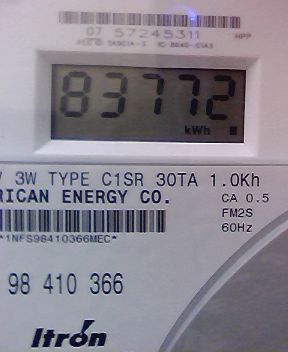 07 57245311
83772
kWh
3W TYPE C1SR 30TA 1.0Kh
RICAN ENERGY CO.
CA 0.5
FM2S
60Hz
*1NFS98410366MEC*
98 410 366
Itron